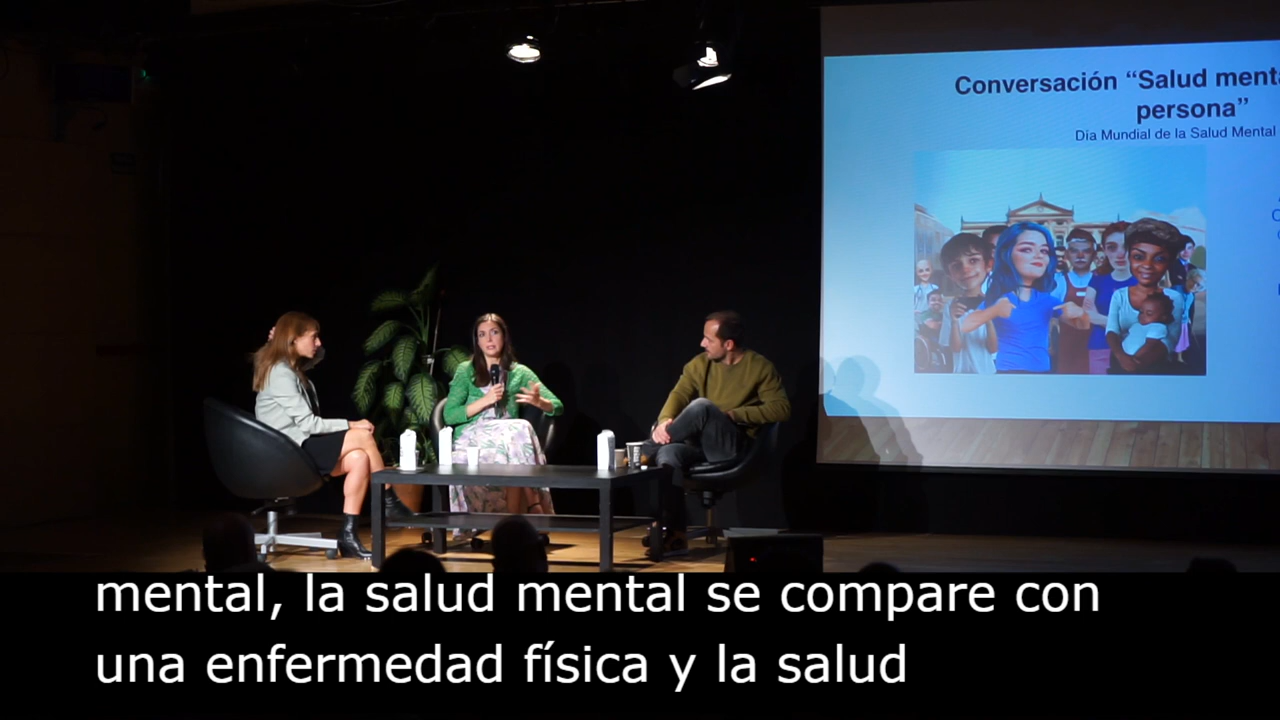 Conversación “Salud
persona”
Día Mundial de la Salud Mental
mental, la salud mental se compare con
una enfermedad física y la salud